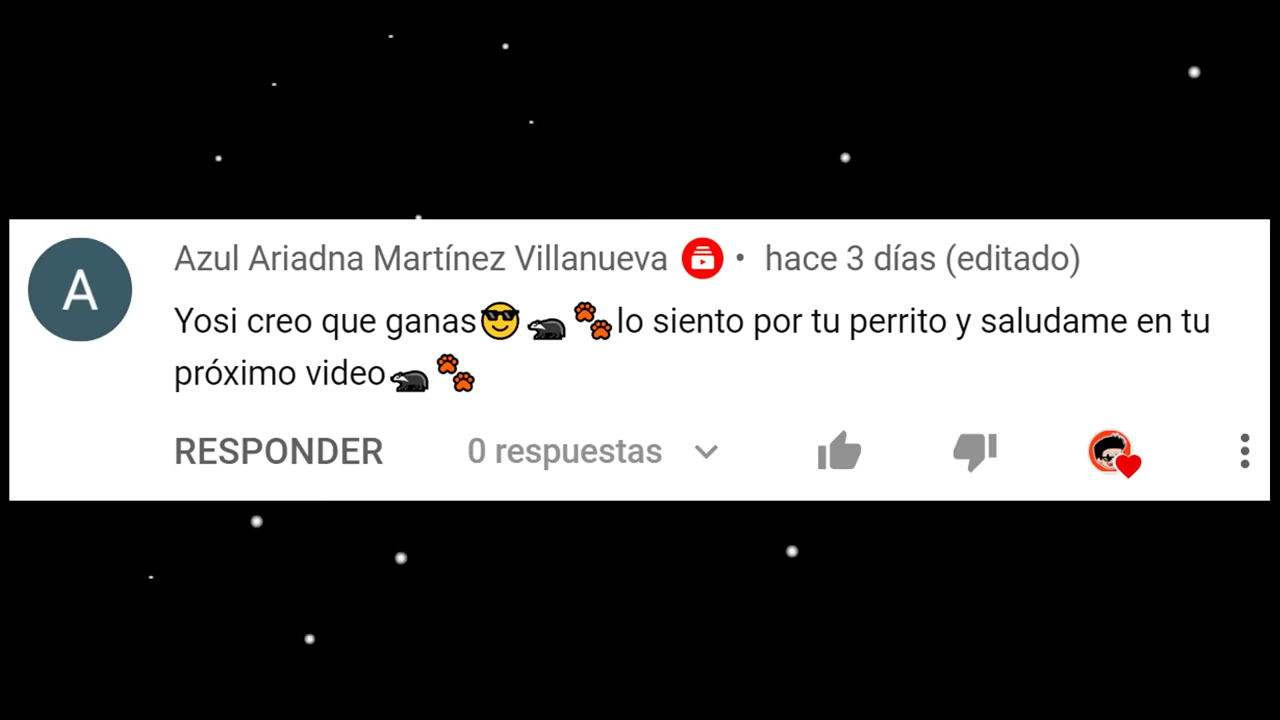 A
Azul Ariadna Martínez Villanueva • hace 3 días (editado)
Yosi creo que ganas😎🦡🐾lo siento por tu perrito y saludame en tu
próximo video🦡🐾
RESPONDER 0 respuestas